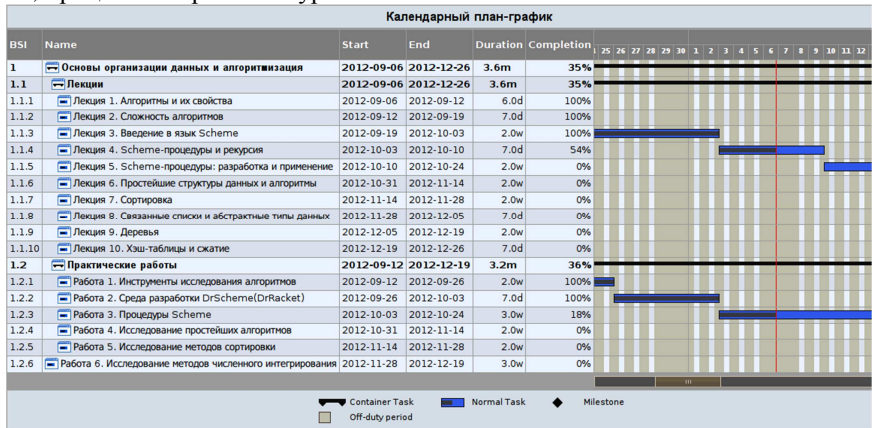 Календарный план-график
BSI Name Start End Duration Completion 25 26 27 28 29 30 1 2 3 4 5 6 7 8 9 10 11 12
1 Основы организации данных и алгоритмизация 2012-09-06 2012-12-26 3.6m 35%
1.1 Лекции 2012-09-06 2012-12-26 3.6m 35%
1.1.1 Лекция 1. Алгоритмы и их свойства 2012-09-06 2012-09-12 6.0d 100%
1.1.2 Лекция 2. Сложность алгоритмов 2012-09-12 2012-09-19 7.0d 100%
1.1.3 Лекция 3. Введение в язык Scheme 2012-09-19 2012-10-03 2.0w 100%
1.1.4 Лекция 4. Scheme-процедуры и рекурсия 2012-10-03 2012-10-10 7.0d 54%
1.1.5 Лекция 5. Scheme-процедуры: разработка и применение 2012-10-10 2012-10-24 2.0w 0%
1.1.6 Лекция 6. Простейшие структуры данных и алгоритмы 2012-10-31 2012-11-14 2.0w 0%
1.1.7 Лекция 7. Сортировка 2012-11-14 2012-11-28 2.0w 0%
1.1.8 Лекция 8. Связанные списки и абстрактные типы данных 2012-11-28 2012-12-05 7.0d 0%
1.1.9 Лекция 9. Деревья 2012-12-05 2012-12-19 2.0w 0%
1.1.10 Лекция 10. Хэш-таблицы и сжатие 2012-12-19 2012-12-26 7.0d 0%
1.2 Практические работы 2012-09-12 2012-12-19 3.2m 36%
1.2.1 Работа 1. Инструменты исследования алгоритмов 2012-09-12 2012-09-26 2.0w 100%
1.2.2 Работа 2. Среда разработки DrScheme(DrRacket) 2012-09-26 2012-10-03 7.0d 100%
1.2.3 Работа 3. Процедуры Scheme 2012-10-03 2012-10-24 3.0w 18%
1.2.4 Работа 4. Исследование простейших алгоритмов 2012-10-31 2012-11-14 2.0w 0%
1.2.5 Работа 5. Исследование методов сортировки 2012-11-14 2012-11-28 2.0w 0%
1.2.6 Работа 6. Исследование методов численного интегрирования 2012-11-28 2012-12-19 3.0w 0%
Container Task Normal Task Milestone
Off-duty period